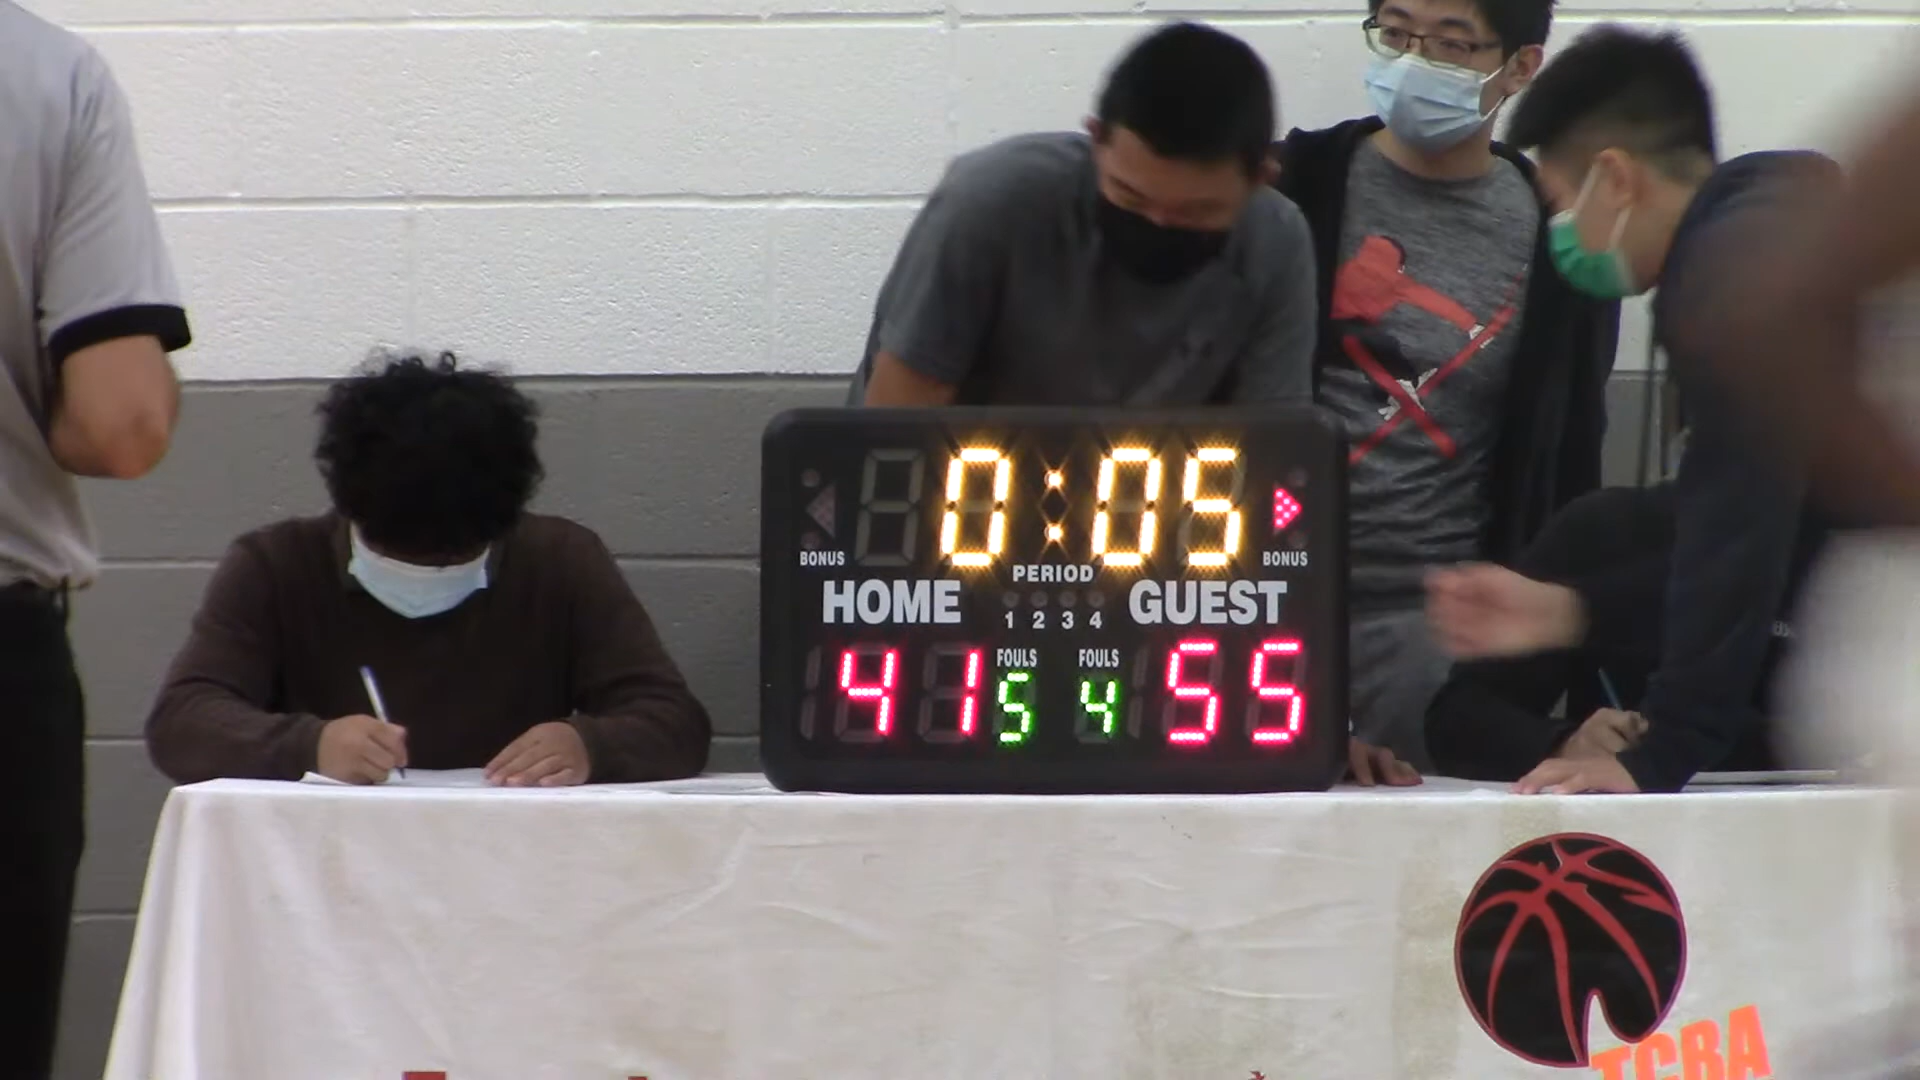 0:05
BONUS
BONUS
PERIOD
HOME
GUEST
1 2 3 4
FOULS
FOULS
41
5
4
55
TCBA